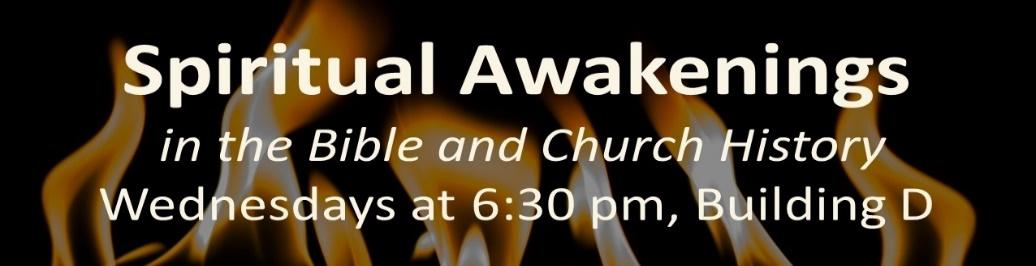 Spiritual Awakenings
in the Bible and Church History
Wednesdays at 6:30 pm, Building D